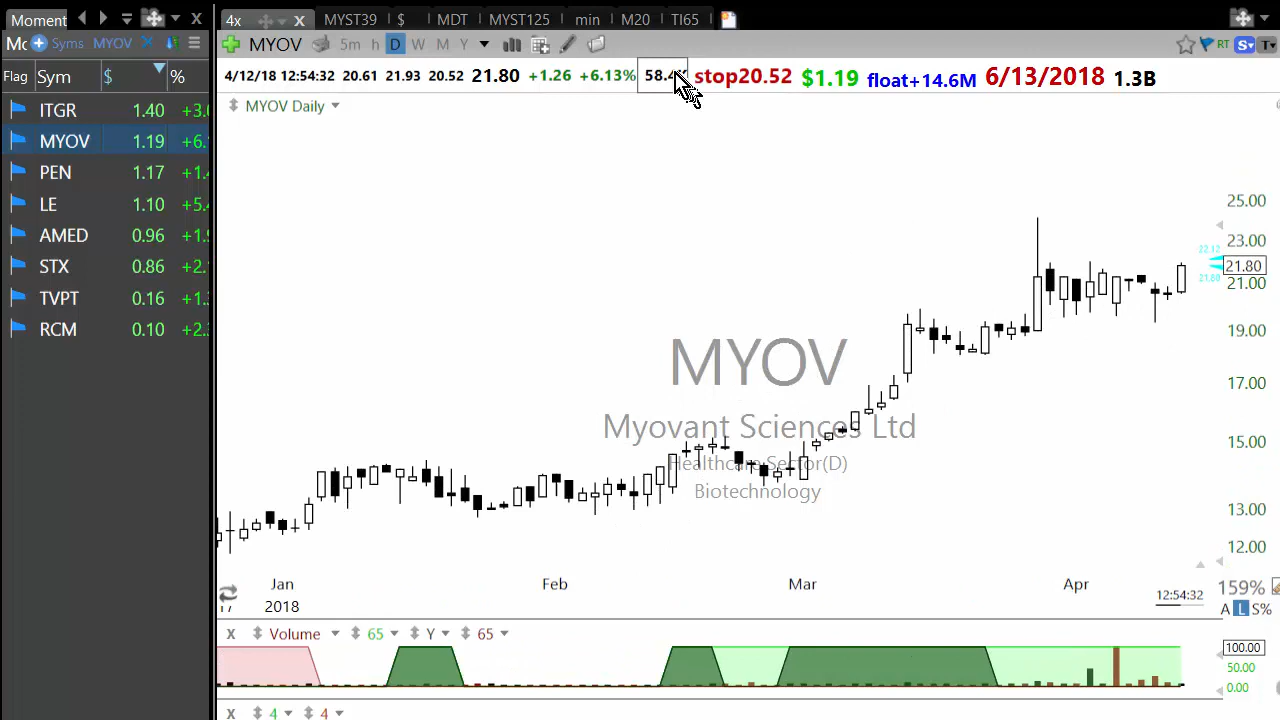 Moment
4x MYST39 $ MDT MYST125 min M20 TI65
Syms MYOV
MYOV 5m h D W M Y
RT S T
Flag Sym $ %
4/12/18 12:54:32 20.61 21.93 20.52 21.80 +1.26 +6.13% stop20.52 $1.19 float+14.6M 6/13/2018 1.3B
MYOV Daily
ITGR 1.40
MYOV 1.19
PEN 1.17
LE 1.10
AMED 0.96
STX 0.86
TVPT 0.16
RCM 0.10
25.00
23.00
22.12
21.80
21.00
19.00
17.00
15.00
13.00
12.00
MYOV
Myovant Sciences Ltd
Healthcare Sector(D)
Biotechnology
Jan Feb Mar Apr
2018
12:54:32
159%
A L S%
X Volume 65 Y 65
100.00
50.00
0.00
X 4 4